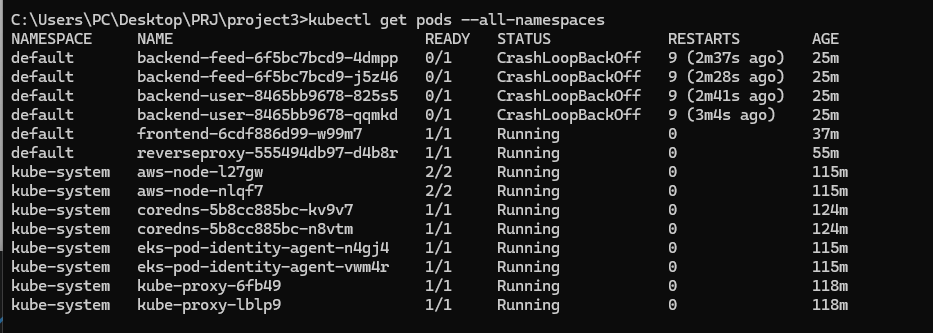 C:\Users\PC\Desktop\PRJ\project3>kubectl get pods --all-namespaces
NAMESPACE NAME READY STATUS RESTARTS AGE
default backend-feed-6f5bc7bcd9-4dmpp 0/1 CrashLoopBackOff 9 (2m37s ago) 25m
default backend-feed-6f5bc7bcd9-j5z46 0/1 CrashLoopBackOff 9 (2m28s ago) 25m
default backend-user-8465bb9678-825s5 0/1 CrashLoopBackOff 9 (2m41s ago) 25m
default backend-user-8465bb9678-qqmkd 0/1 CrashLoopBackOff 9 (3m4s ago) 25m
default frontend-6cdf886d99-w99m7 1/1 Running 0 37m
default reverseproxy-555494db97-d4b8r 1/1 Running 0 55m
kube-system aws-node-l27gw 2/2 Running 0 115m
kube-system aws-node-nlqf7 2/2 Running 0 115m
kube-system coredns-5b8cc885bc-kv9v7 1/1 Running 0 124m
kube-system coredns-5b8cc885bc-n8vtm 1/1 Running 0 124m
kube-system eks-pod-identity-agent-n4gj4 1/1 Running 0 115m
kube-system eks-pod-identity-agent-vwm4r 1/1 Running 0 115m
kube-system kube-proxy-6fb49 1/1 Running 0 118m
kube-system kube-proxy-lblp9 1/1 Running 0 118m